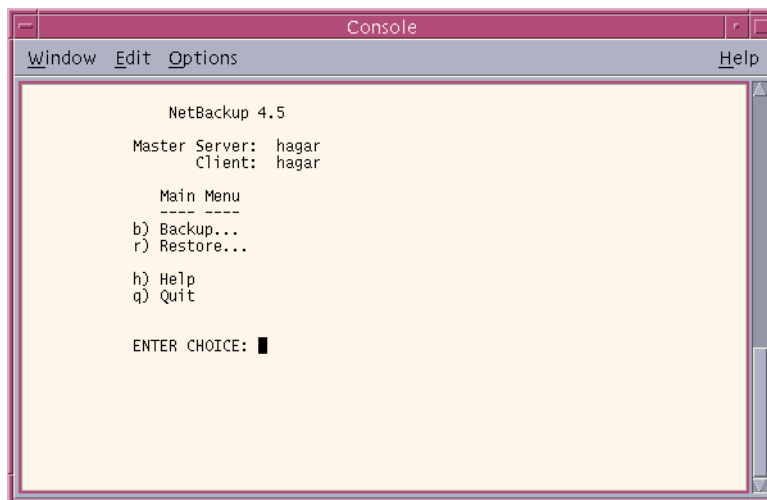 Console
Window Edit Options Help
NetBackup 4.5
Master Server: hagar
Client: hagar
Main Menu
---- ----
b) Backup...
r) Restore...
h) Help
q) Quit
ENTER CHOICE: